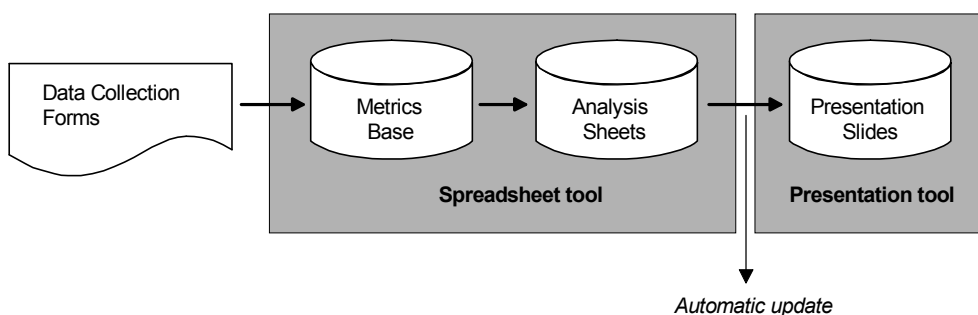 Data Collection
Forms
Metrics
Base
Analysis
Sheets
Presentation
Slides
Spreadsheet tool
Presentation tool
Automatic update